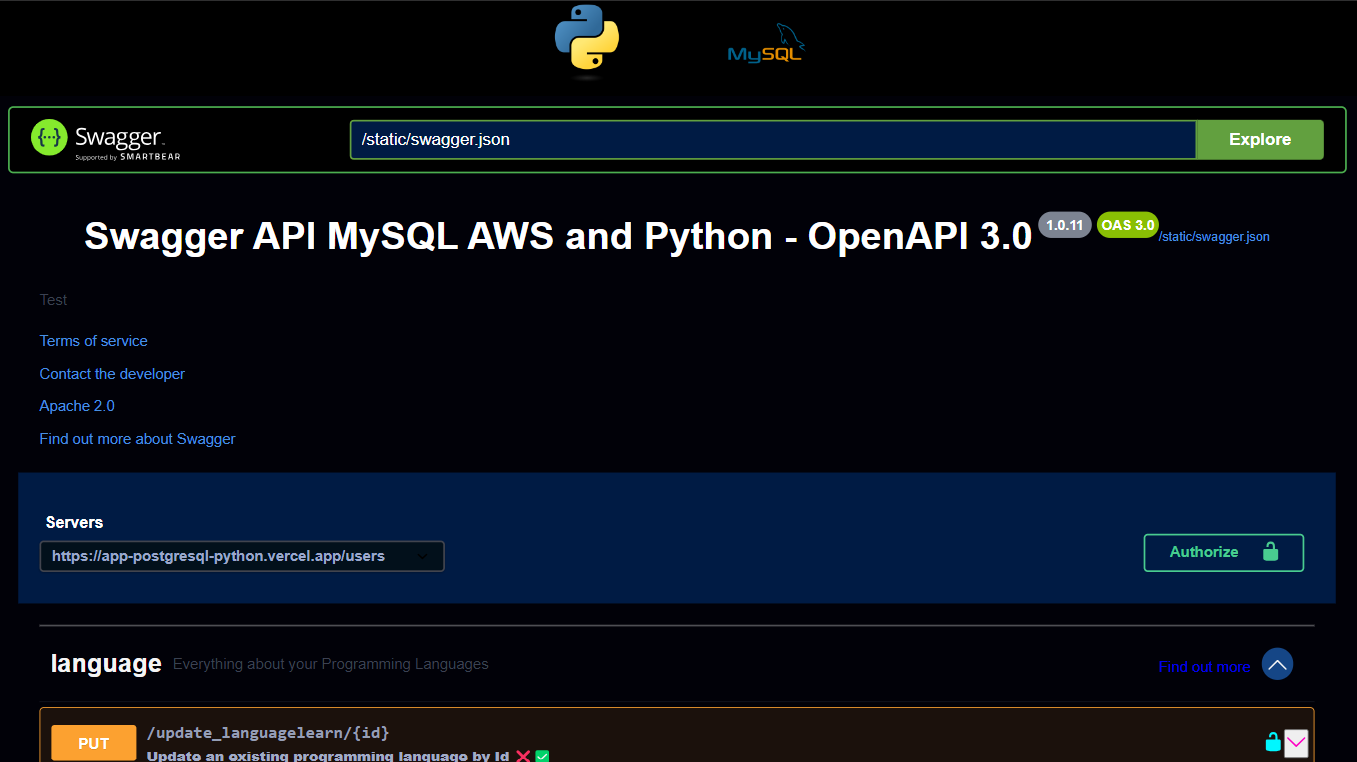 MySQL
Swagger
Supported by SMARTBEAR
/static/swagger.json
Explore
Swagger API MySQL AWS and Python - OpenAPI 3.0
1.0.11
OAS 3.0
/static/swagger.json
Test
Terms of service
Contact the developer
Apache 2.0
Find out more about Swagger
Servers
https://app-postgresql-python.vercel.app/users
Authorize
language
Everything about your Programming Languages
Find out more
PUT
/update_languagelearn/{id}
Update an existing programming language by Id ❌✅